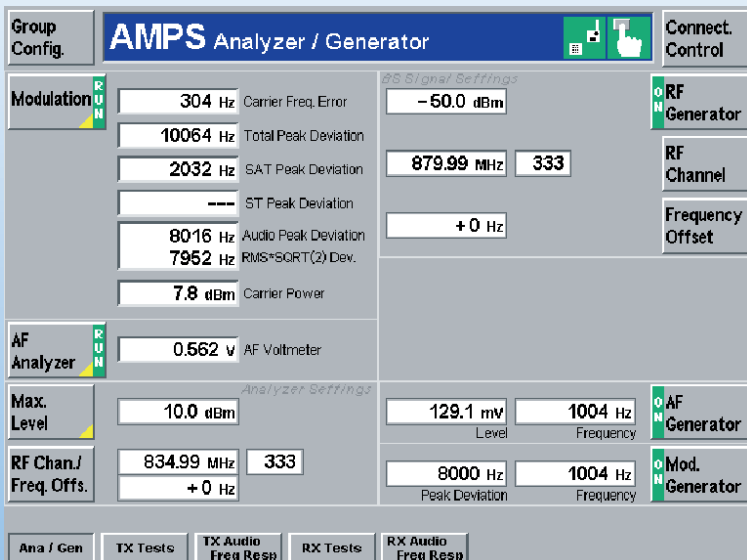 Group Config.
AMPS Analyzer / Generator
Connect. Control
Modulation RUN
304 Hz Carrier Freq. Error
10064 Hz Total Peak Deviation
2032 Hz SAT Peak Deviation
--- ST Peak Deviation
8016 Hz Audio Peak Deviation
7952 Hz RMS*SQRT(2) Dev.
7.8 dBm Carrier Power
BS Signal Settings
-50.0 dBm
ON RF Generator
879.99 MHz 333
RF Channel
+0 Hz
Frequency Offset
AF Analyzer RUN
0.562 V AF Voltmeter
Analyzer Settings
Max. Level
10.0 dBm
129.1 mV 1004 Hz
Level Frequency
ON AF Generator
RF Chan./ Freq. Offs.
834.99 MHz 333
+0 Hz
8000 Hz 1004 Hz
Peak Deviation Frequency
ON Mod. Generator
Ana / Gen
TX Tests
TX Audio Freq Resp
RX Tests
RX Audio Freq Resp